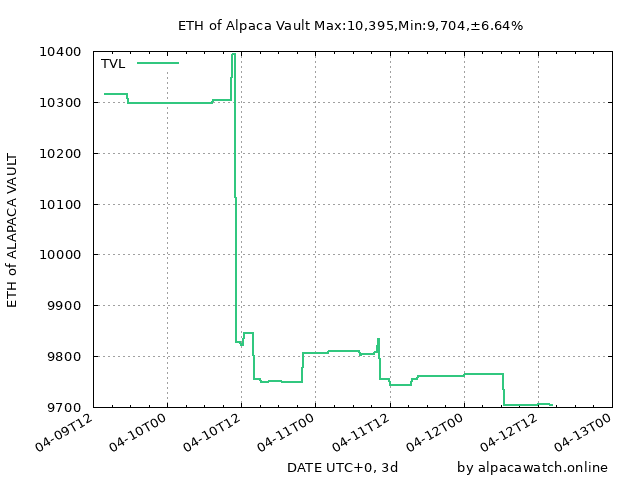 ETH of Alpaca Vault Max:10,395,Min:9,704,±6.64%
TVL
ETH of ALAPACA VAULT
10400
10300
10200
10100
10000
9900
9800
9700
04-09T12
04-10T00
04-10T12
04-11T00
04-11T12
04-12T00
04-12T12
04-13T00
DATE UTC+0, 3d
by alpacawatch.online